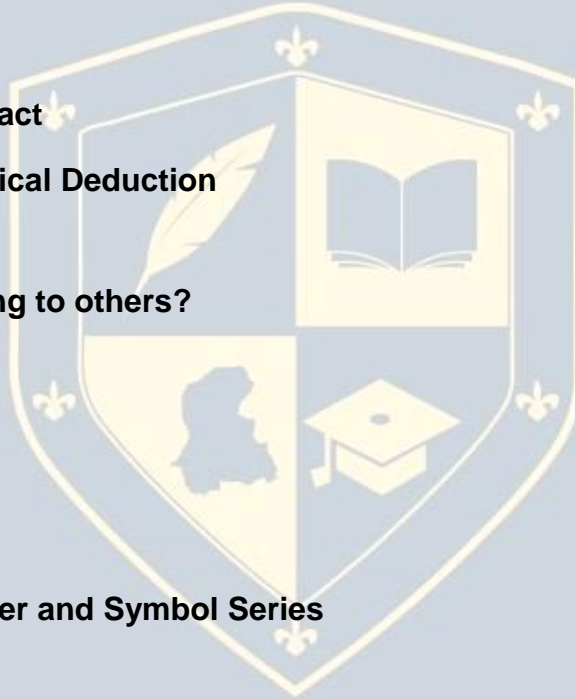 act
ical Deduction
ng to others?
er and Symbol Series